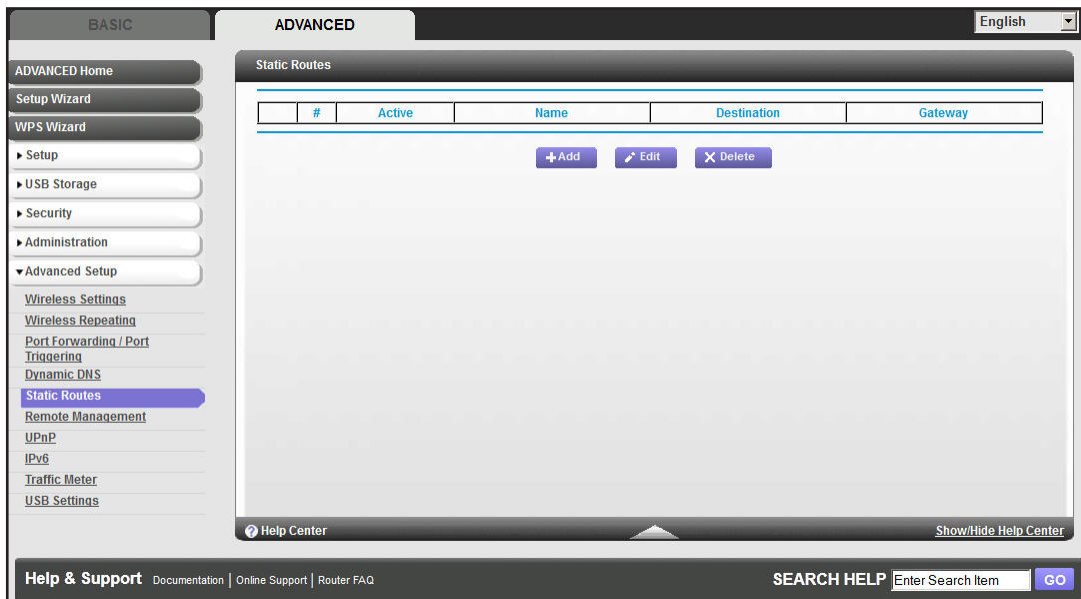 BASIC
ADVANCED
English
ADVANCED Home
Setup Wizard
WPS Wizard
Setup
USB Storage
Security
Administration
Advanced Setup
Wireless Settings
Wireless Repeating
Port Forwarding / Port
Triggering
Dynamic DNS
Static Routes
Remote Management
UPnP
IPv6
Traffic Meter
USB Settings
Static Routes
# Active Name Destination Gateway
Add Edit Delete
Help Center
Show/Hide Help Center
Help & Support Documentation | Online Support | Router FAQ
SEARCH HELP Enter Search Item GO